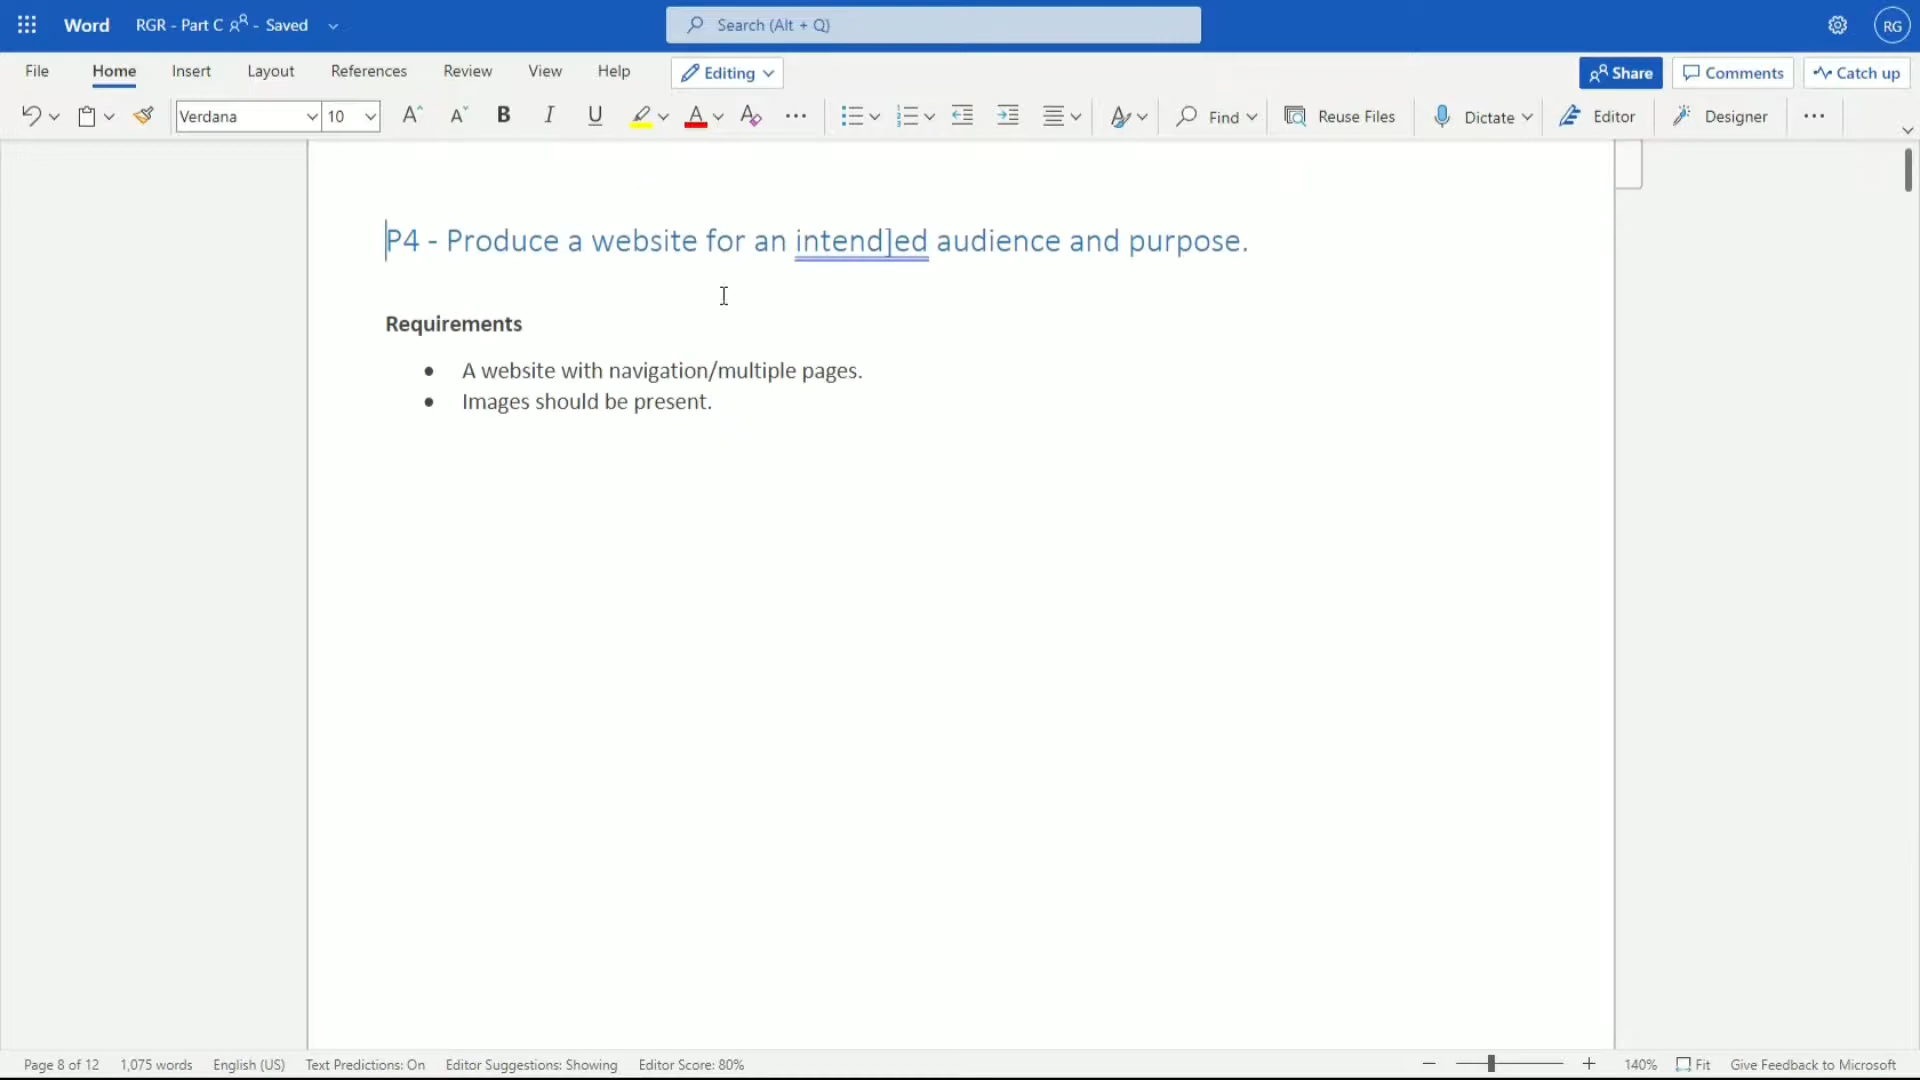 Word RGR - Part C - Saved Search (Alt + Q) RG
File Home Insert Layout References Review View Help Editing Share Comments Catch up
Verdana 10 A A B I U A A Find Reuse Files Dictate Editor Designer
P4 - Produce a website for an intend]ed audience and purpose.
Requirements
• A website with navigation/multiple pages.
• Images should be present.
Page 8 of 12 1,075 words English (US) Text Predictions: On Editor Suggestions: Showing Editor Score: 80% 140% Fit Give Feedback to Microsoft